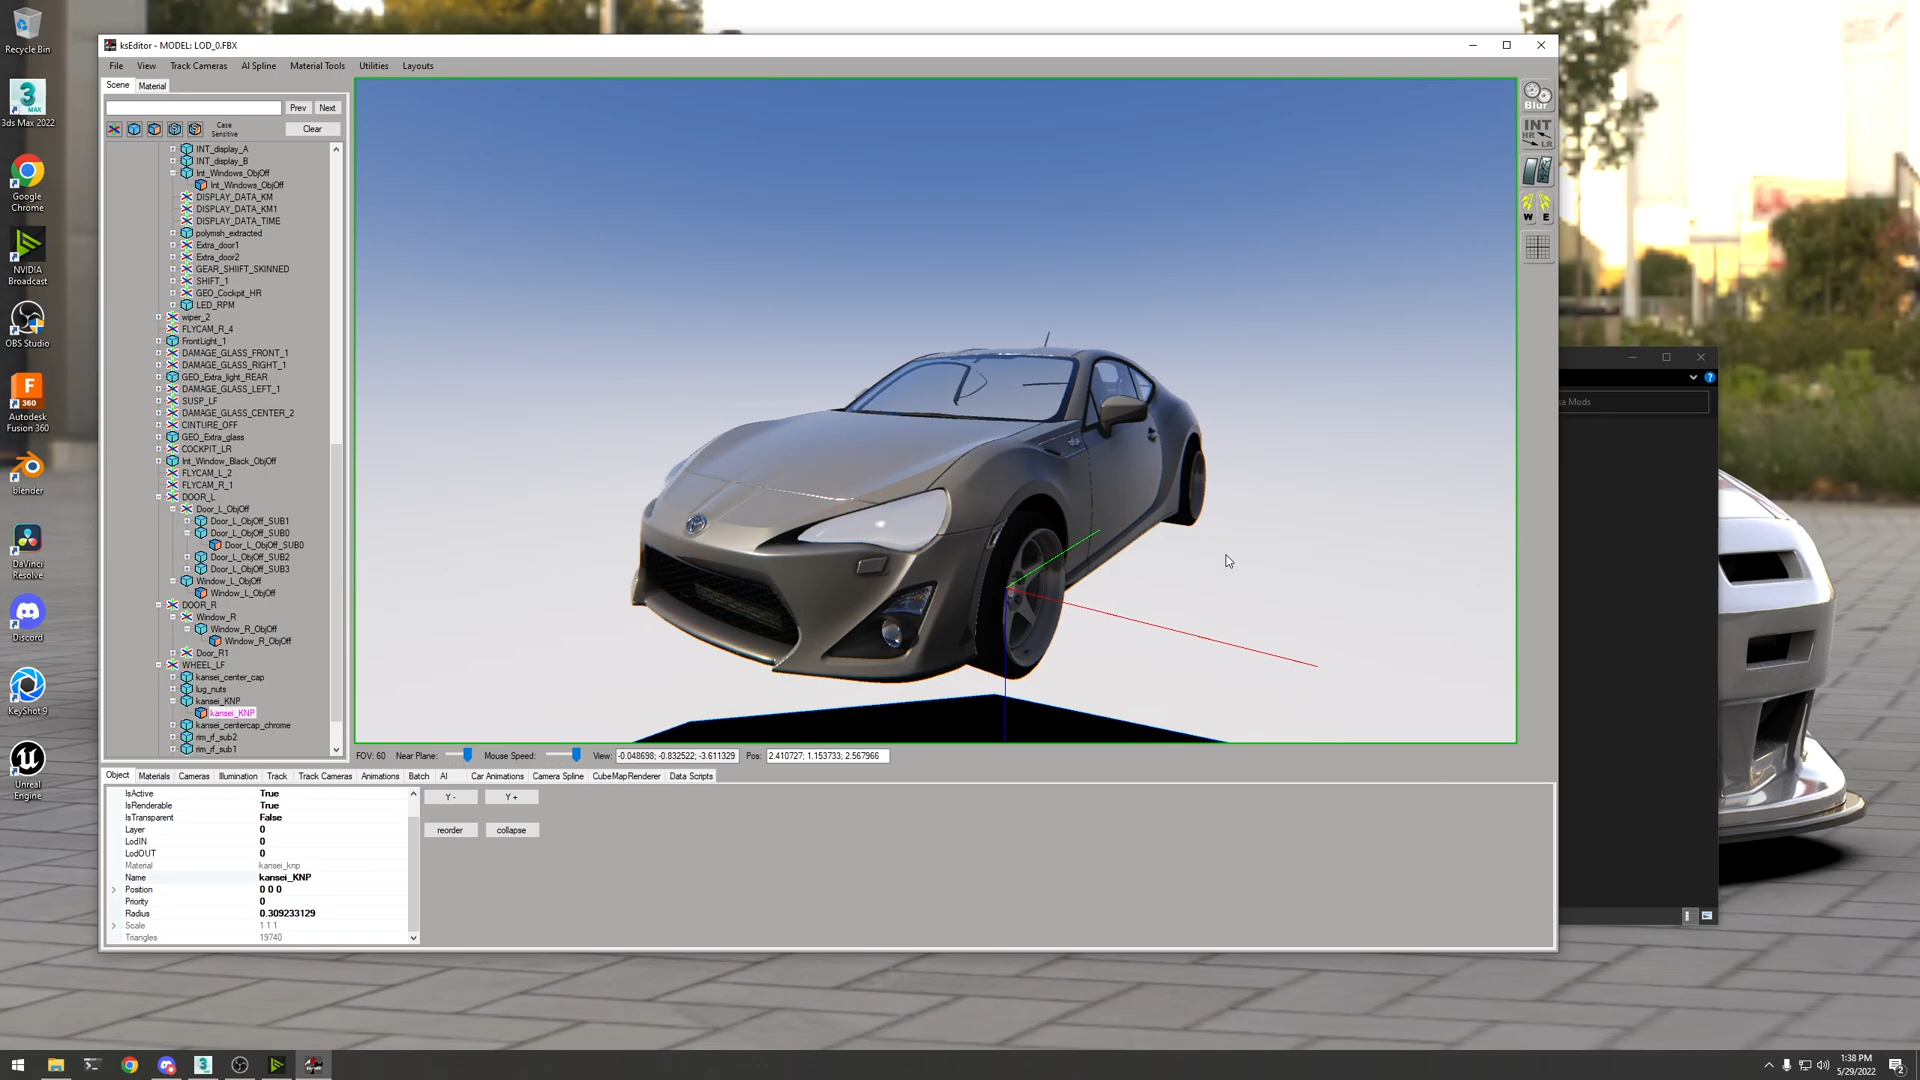 Recycle Bin
3ds Max 2022
Google
Chrome
NVIDIA
Broadcast
OBS Studio
Autodesk
Fusion 360
blender
DaVinci
Resolve
Discord
KeyShot 9
Unreal
Engine
ksEditor - MODEL: LOD_0.FBX
File View Track Cameras AI Spline Material Tools Utilities Layouts
Scene Material
Prev Next
Case
Sensitive
Clear
INT_display_A
INT_display_B
Int_Windows_ObjOff
Int_Windows_ObjOff
DISPLAY_DATA_KM
DISPLAY_DATA_KM1
DISPLAY_DATA_TIME
polymsh_extracted
Extra_door1
Extra_door2
GEAR_SHIIFT_SKINNED
SHIFT_1
GEO_Cockpit_HR
LED_RPM
wiper_2
FLYCAM_R_4
FrontLight_1
DAMAGE_GLASS_FRONT_1
DAMAGE_GLASS_RIGHT_1
GEO_Extra_light_REAR
DAMAGE_GLASS_LEFT_1
SUSP_LF
DAMAGE_GLASS_CENTER_2
CINTURE_OFF
GEO_Extra_glass
COCKPIT_LR
Int_Window_Black_ObjOff
FLYCAM_L_2
FLYCAM_R_1
DOOR_L
Door_L_ObjOff
Door_L_ObjOff_SUB1
Door_L_ObjOff_SUB0
Door_L_ObjOff_SUB0
Door_L_ObjOff_SUB2
Door_L_ObjOff_SUB3
Window_L_ObjOff
Window_L_ObjOff
DOOR_R
Window_R
Window_R_ObjOff
Window_R_ObjOff
Door_R1
WHEEL_LF
kansei_center_cap
lug_nuts
kansei_KNP
kansei_KNP
kansei_centercap_chrome
rim_rf_sub2
rim_rf_sub1
Blur
INT
HR
LR
W E
sa Mods
FOV: 60 Near Plane: Mouse Speed: View: -0.048698; -0.832522; -3.611329 Pos: 2.410727; 1.153733; 2.567966
Object Materials Cameras Illumination Track Track Cameras Animations Batch AI Car Animations Camera Spline CubeMapRenderer Data Scripts
IsActive True
IsRenderable True
IsTransparent False
Layer 0
LodIN 0
LodOUT 0
Material kansei_knp
Name kansei_KNP
Position 0 0 0
Priority 0
Radius 0.309233129
Scale 1 1 1
Triangles 19740
Y - Y +
reorder collapse
1:38 PM
5/29/2022
2